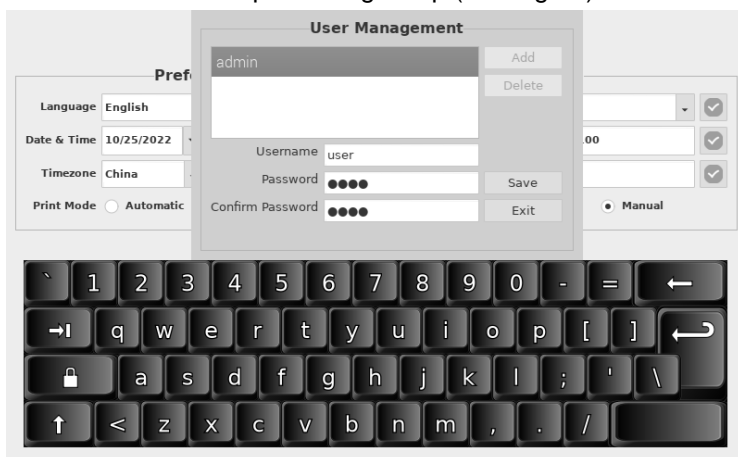 User Management
admin
Add
Delete
Language English
Date & Time 10/25/2022
00
Timezone China
Print Mode Automatic
Manual
Username user
Password ●●●●
Save
Confirm Password ●●●●
Exit
` 1 2 3 4 5 6 7 8 9 0 - = ←
q w e r t y u i o p [ ]
a s d f g h j k l ; ' \
< z x c v b n m , . /